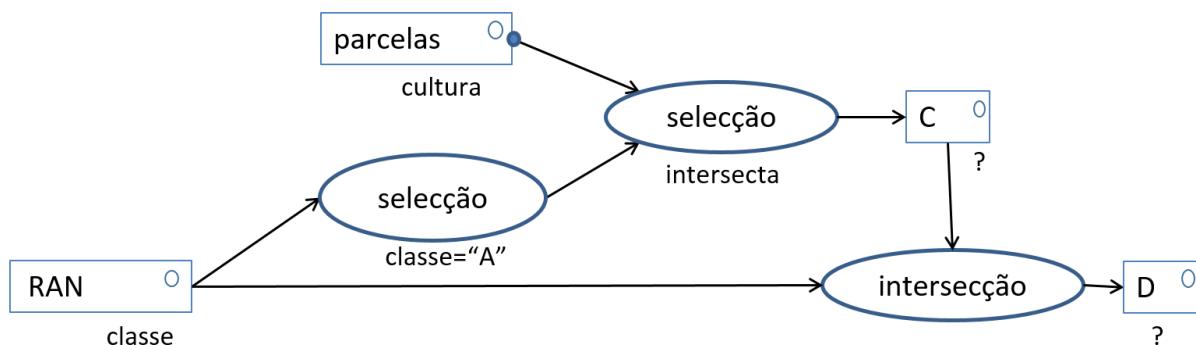 parcelas
cultura
selecção
intersecta
C
?
selecção
classe="A"
RAN
classe
intersecção
D
?